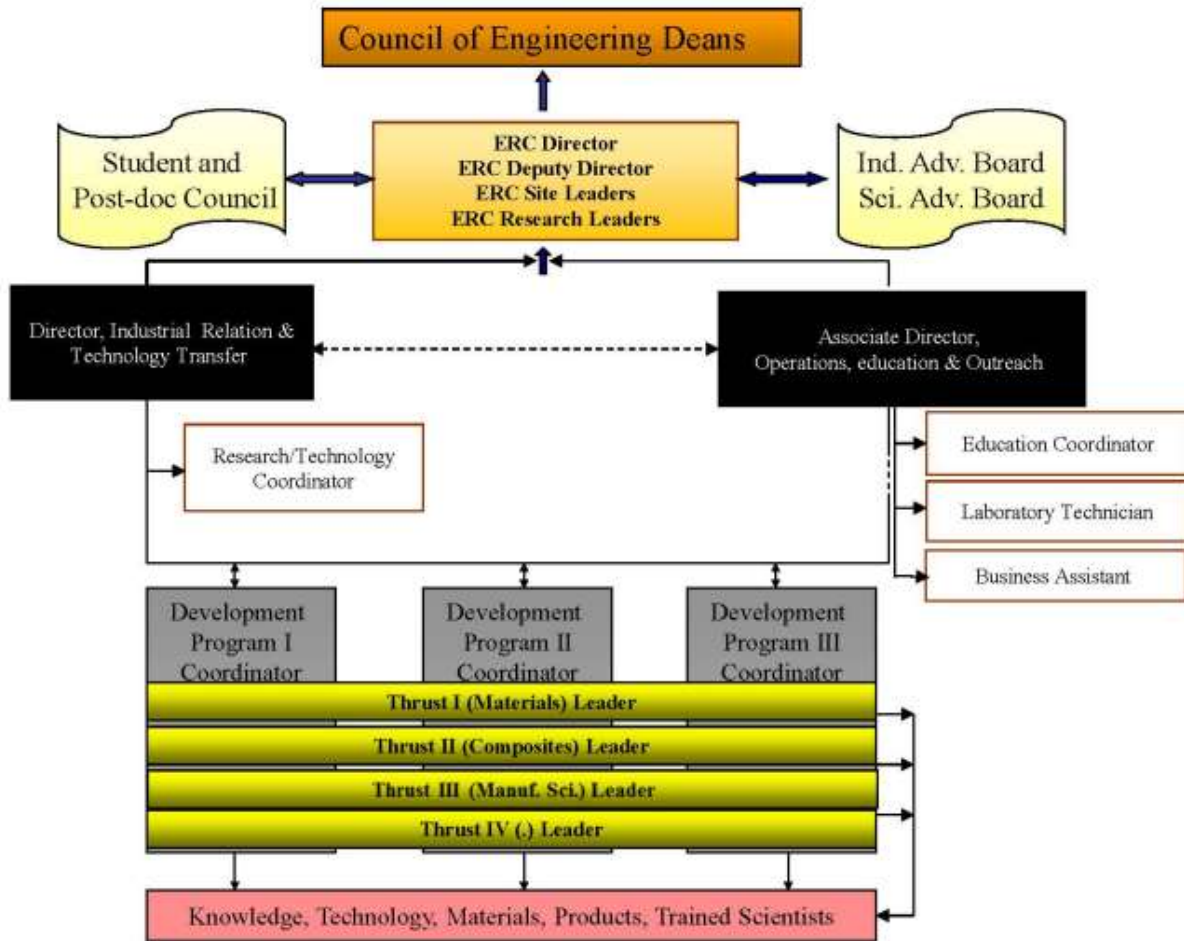 Council of Engineering Deans
Student and
Post-doc Council
ERC Director
ERC Deputy Director
ERC Site Leaders
ERC Research Leaders
Ind. Adv. Board
Sci. Adv. Board
Director, Industrial Relation &
Technology Transfer
Associate Director,
Operations, education & Outreach
Research/Technology
Coordinator
Education Coordinator
Laboratory Technician
Business Assistant
Development
Program I
Coordinator
Development
Program II
Coordinator
Development
Program III
Coordinator
Thrust I (Materials) Leader
Thrust II (Composites) Leader
Thrust III (Manuf. Sci.) Leader
Thrust IV (.) Leader
Knowledge, Technology, Materials, Products, Trained Scientists